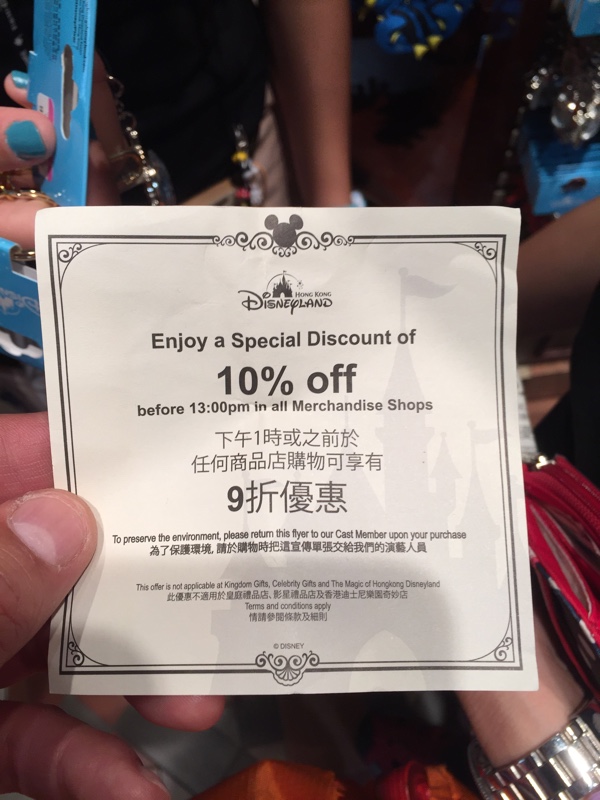 HONG KONG
DISNEYLAND
Enjoy a Special Discount of
10% off
before 13:00pm in all Merchandise Shops
下午1時或之前於
任何商品店購物可享有
9折優惠
To preserve the environment, please return this flyer to our Cast Member upon your purchase
為了保護環境, 請於購物時把這宣傳單張交給我們的演藝人員
This offer is not applicable at Kingdom Gifts, Celebrity Gifts and The Magic of Hongkong Disneyland
此優惠不適用於皇庭禮品店、影星禮品店及香港迪士尼樂園奇妙店
Terms and conditions apply
情請參閱條款及細則
© DISNEY